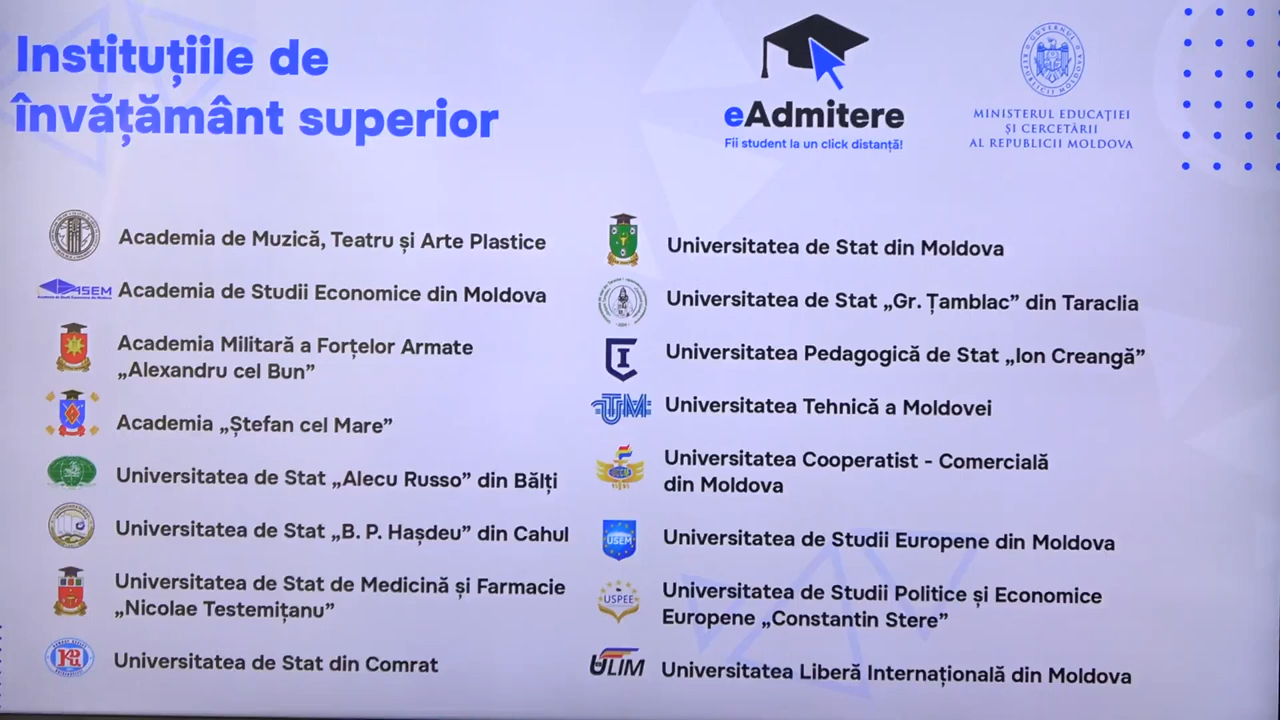 Instituțiile de
învățământ superior
eAdmitere
Fii student la un click distanță!
MINISTERUL EDUCAȚIEI
ȘI CERCETĂRII
AL REPUBLICII MOLDOVA
Academia de Muzică, Teatru și Arte Plastice
ASEM
Academia de Studii Economice din Moldova
Academia Militară a Forțelor Armate
„Alexandru cel Bun”
Academia „Ștefan cel Mare”
Universitatea de Stat „Alecu Russo” din Bălți
Universitatea de Stat „B. P. Hașdeu” din Cahul
Universitatea de Stat de Medicină și Farmacie
„Nicolae Testemițanu”
Universitatea de Stat din Comrat
Universitatea de Stat din Moldova
Universitatea de Stat „Gr. Țamblac” din Taraclia
Universitatea Pedagogică de Stat „Ion Creangă”
UTM
Universitatea Tehnică a Moldovei
Universitatea Cooperatist - Comercială
din Moldova
USEM
Universitatea de Studii Europene din Moldova
USPEE
Universitatea de Studii Politice și Economice
Europene „Constantin Stere”
ULIM
Universitatea Liberă Internațională din Moldova